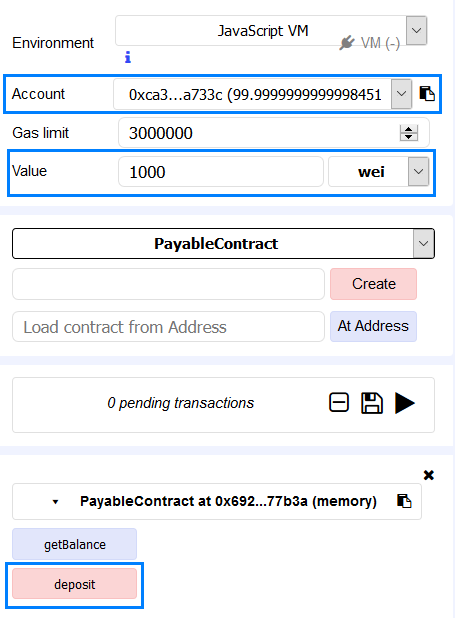 Environment JavaScript VM
VM (-)
i
Account 0xca3...a733c (99.9999999999998451
Gas limit 3000000
Value 1000 wei
PayableContract
Create
Load contract from Address At Address
0 pending transactions
PayableContract at 0x692...77b3a (memory)
getBalance
deposit